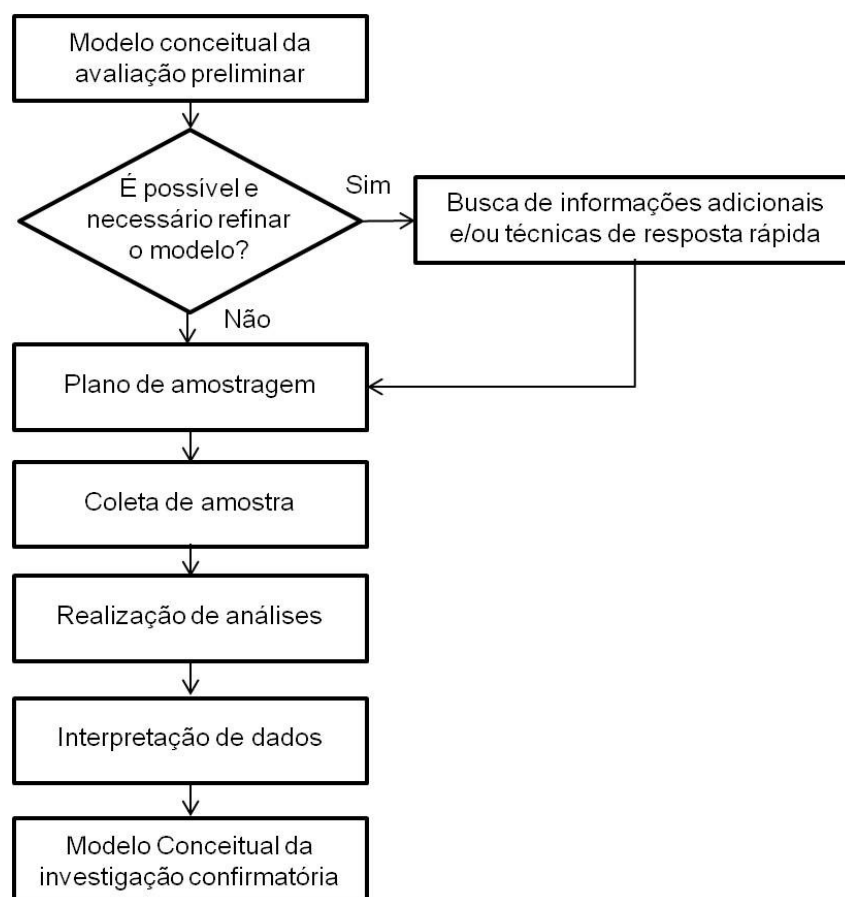 Modelo conceitual da
avaliação preliminar
É possível e
necessário refinar
o modelo?
Sim
Busca de informações adicionais
e/ou técnicas de resposta rápida
Não
Plano de amostragem
Coleta de amostra
Realização de análises
Interpretação de dados
Modelo Conceitual da
investigação confirmatória